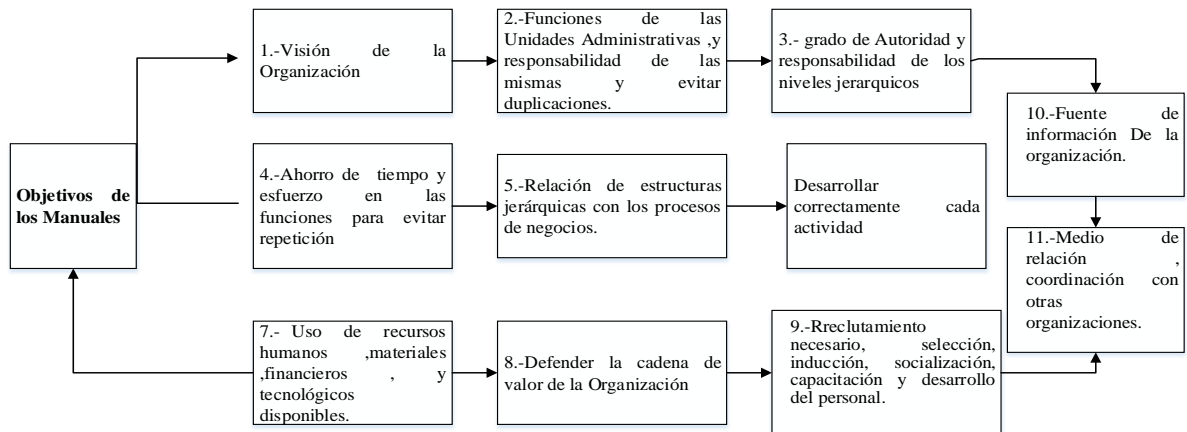 1.-Visión de la
Organización
2.-Funciones de las
Unidades Administrativas ,y
responsabilidad de las
mismas y evitar
duplicaciones.
3.- grado de Autoridad y
responsabilidad de los
niveles jerarquicos
10.-Fuente de
información De la
organización.
Objetivos de
los Manuales
4.-Ahorro de tiempo y
esfuerzo en las
funciones para evitar
repetición
5.-Relación de estructuras
jerárquicas con los procesos
de negocios.
Desarrollar
correctamente cada
actividad
11.-Medio de
relación ,
coordinación con
otras
organizaciones.
7.- Uso de recursos
humanos ,materiales
,financieros , y
tecnológicos
disponibles.
8.-Defender la cadena de
valor de la Organización
9.-Rreclutamiento
necesario, selección,
inducción, socialización,
capacitación y desarrollo
del personal.